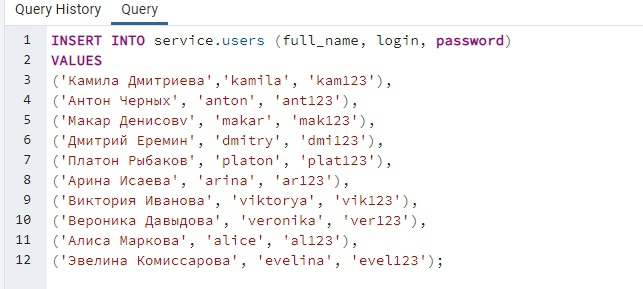 Query History Query
1 INSERT INTO service.users (full_name, login, password)
2 VALUES
3 ('Камила Дмитриева','kamila', 'kam123'),
4 ('Антон Черных', 'anton', 'ant123'),
5 ('Макар Денисовv', 'makar', 'mak123'),
6 ('Дмитрий Еремин', 'dmitry', 'dmi123'),
7 ('Платон Рыбаков', 'platon', 'plat123'),
8 ('Арина Исаева', 'arina', 'ar123'),
9 ('Виктория Иванова', 'viktorya', 'vik123'),
10 ('Вероника Давыдова', 'veronika', 'ver123'),
11 ('Алиса Маркова', 'alice', 'al123'),
12 ('Эвелина Комиссарова', 'evelina', 'evel123');